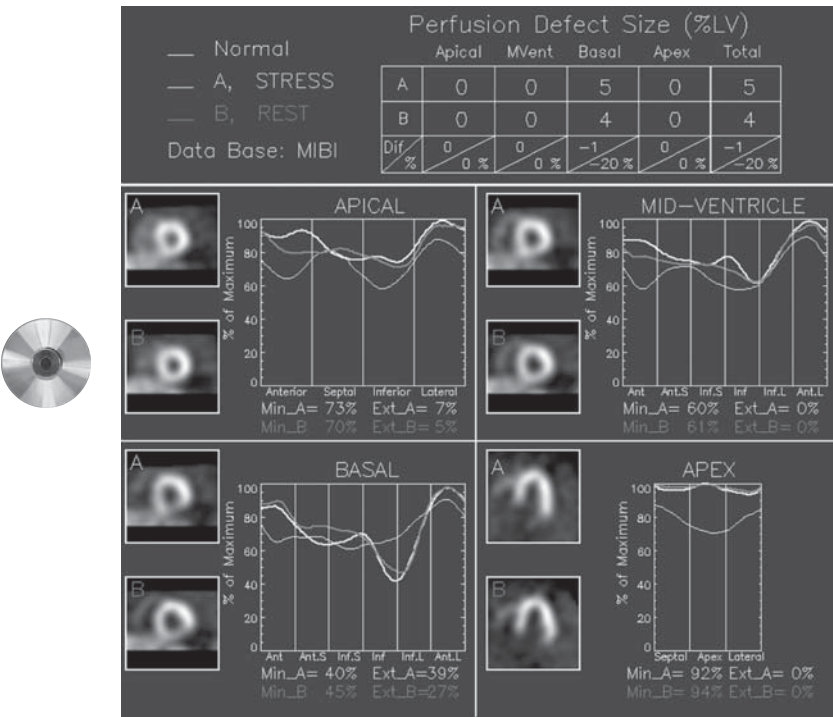 Perfusion Defect Size (%LV)
Normal
A, STRESS
B, REST
Data Base: MIBI
Apical MVent Basal Apex Total
A 0 0 5 0 5
B 0 0 4 0 4
Dif % 0 0 % 0 0 % -1 -20 % 0 0 % -1 -20 %
A
B
APICAL
% of Maximum
100
80
60
40
20
0
Anterior Septal Inferior Lateral
Min_A= 73% Ext_A= 7%
Min_B 70% Ext_B= 5%
A
B
MID-VENTRICLE
% of Maximum
100
80
60
40
20
0
Ant Ant.S Inf.S Inf Inf.L Ant.L
Min_A= 60% Ext_A= 0%
Min_B 61% Ext_B= 0%
A
B
BASAL
% of Maximum
100
80
60
40
20
0
Ant Ant.S Inf.S Inf Inf.L Ant.L
Min_A= 40% Ext_A=39%
Min_B 45% Ext_B=27%
A
B
APEX
% of Maximum
100
80
60
40
20
0
Septal Apex Lateral
Min_A= 92% Ext_A= 0%
Min_B= 94% Ext_B= 0%